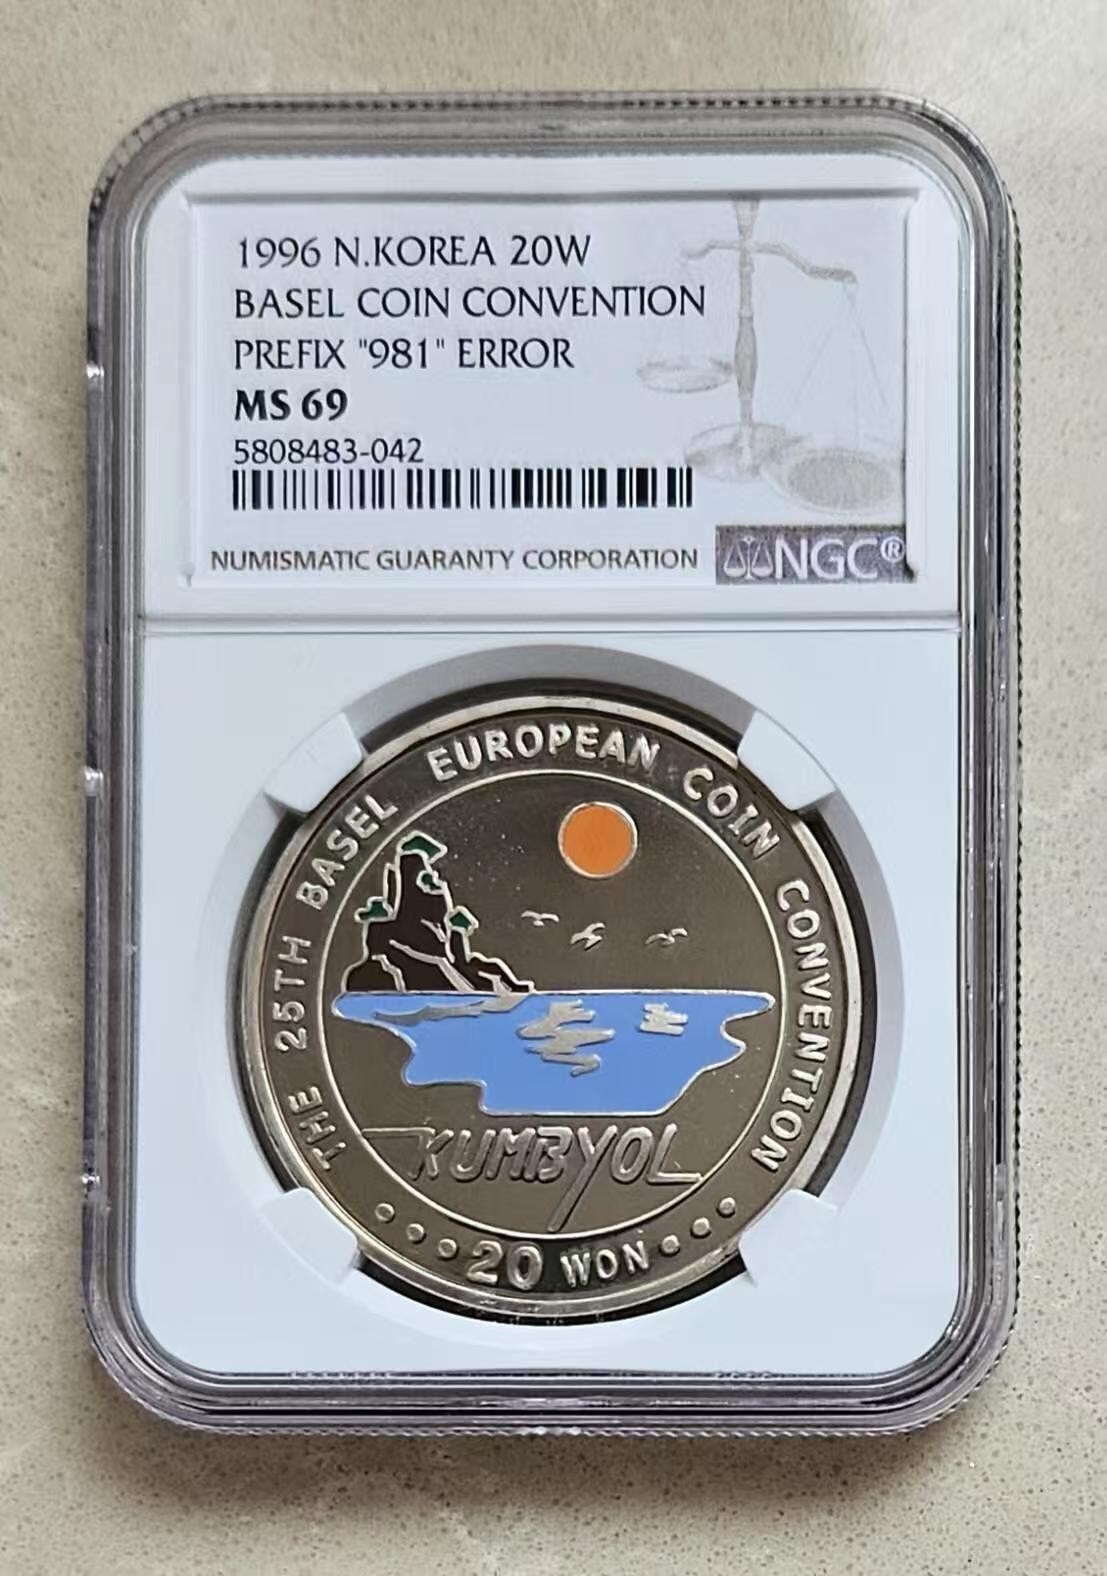 1996 N.KOREA 20W
BASEL COIN CONVENTION
PREFIX "981" ERROR
MS 69
5808483-042
NUMISMATIC GUARANTY CORPORATION
NGC®
THE 25TH BASEL EUROPEAN COIN CONVENTION
KUMBYOL
20 WON